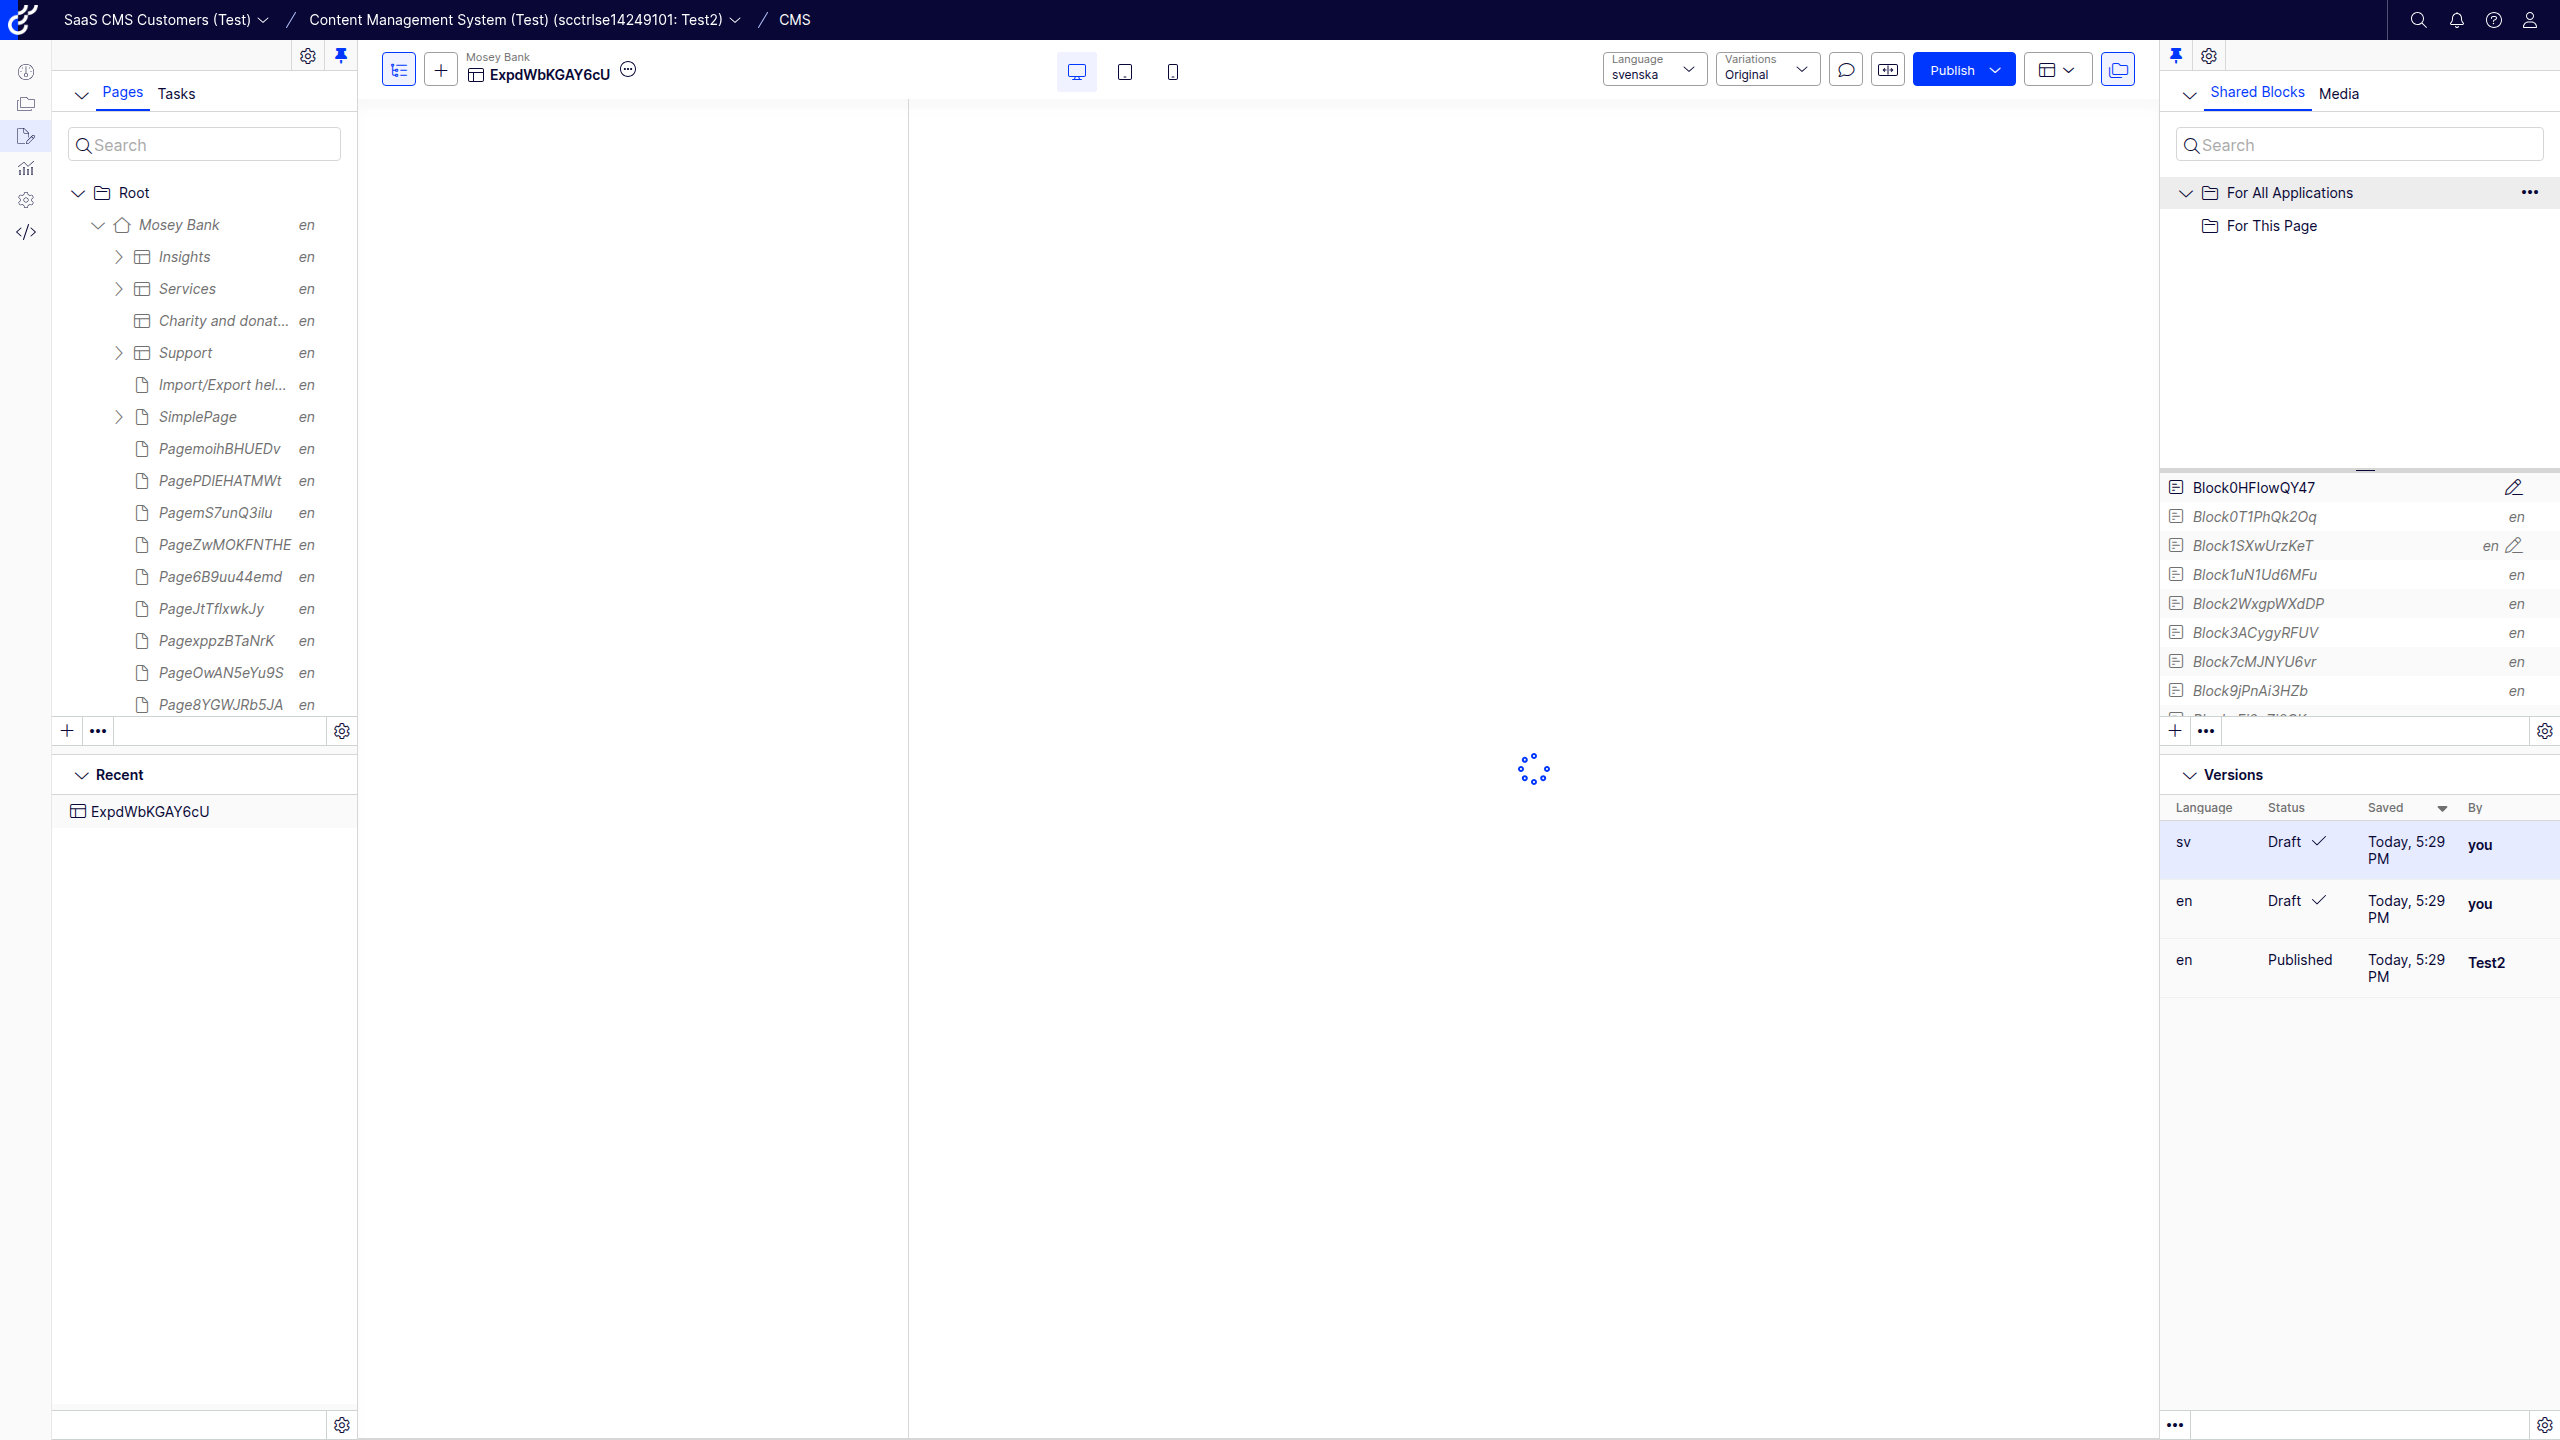 SaaS CMS Customers (Test) / Content Management System (Test) (scctrlse14249101: Test2) / CMS
Pages Tasks
Search
Root
Mosey Bank en
Insights en
Services en
Charity and donat... en
Support en
Import/Export hel... en
SimplePage en
PagemoihBHUEDv en
PagePDIEHATMWt en
PagemS7unQ3ilu en
PageZwMOKFNTHE en
Page6B9uu44emd en
PageJtTflxwkJy en
PagexppzBTaNrK en
PageOwAN5eYu9S en
Page8YGWJRb5JA en
Recent
ExpdWbKGAY6cU
Mosey Bank
ExpdWbKGAY6cU
Language
svenska
Variations
Original
Publish
Shared Blocks Media
Search
For All Applications
For This Page
Block0HFlowQY47
Block0T1PhQk2Oq en
Block1SXwUrzKeT en
Block1uN1Ud6MFu en
Block2WxgpWXdDP en
Block3ACygyRFUV en
Block7cMJNYU6vr en
Block9jPnAi3HZb en
Versions
Language Status Saved By
sv Draft Today, 5:29 PM you
en Draft Today, 5:29 PM you
en Published Today, 5:29 PM Test2